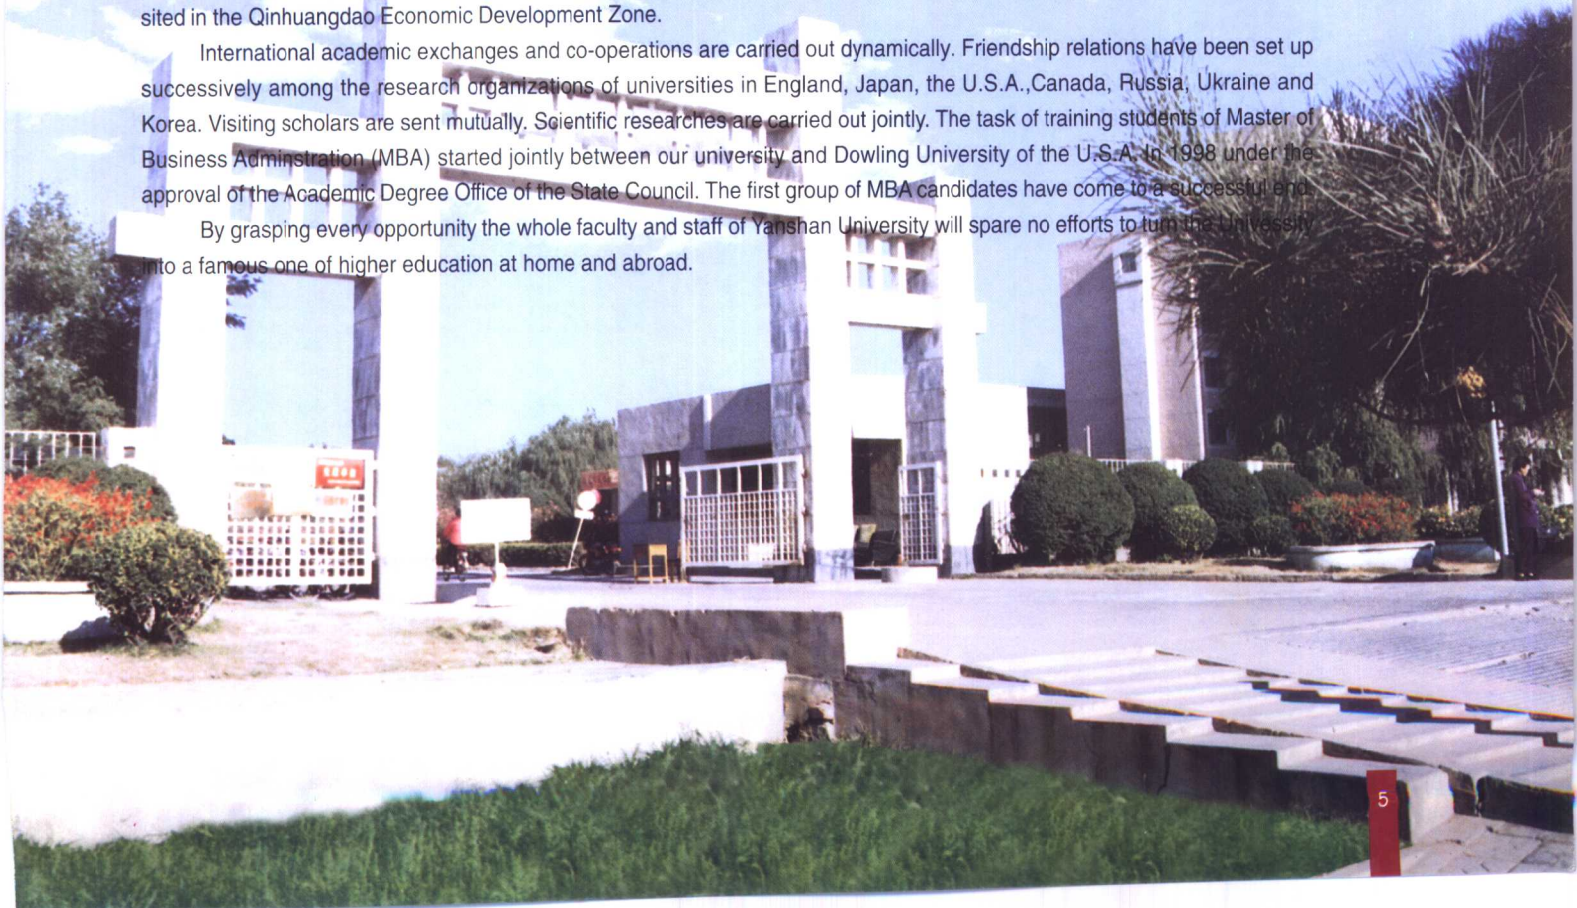 sited in the Qinhuangdao Economic Development Zone.
International academic exchanges and co-operations are carried out dynamically. Friendship relations have been set up
successively among the research organizations of universities in England, Japan, the U.S.A.,Canada, Russia, Ukraine and
Korea. Visiting scholars are sent mutually. Scientific researches are carried out jointly. The task of training students of Master of
Business Adminstration (MBA) started jointly between our university and Dowling University of the U.S.A. In 1998 under the
approval of the Academic Degree Office of the State Council. The first group of MBA candidates have come to a successful end.
By grasping every opportunity the whole faculty and staff of Yanshan University will spare no efforts to turn the Univessity
into a famous one of higher education at home and abroad.
5